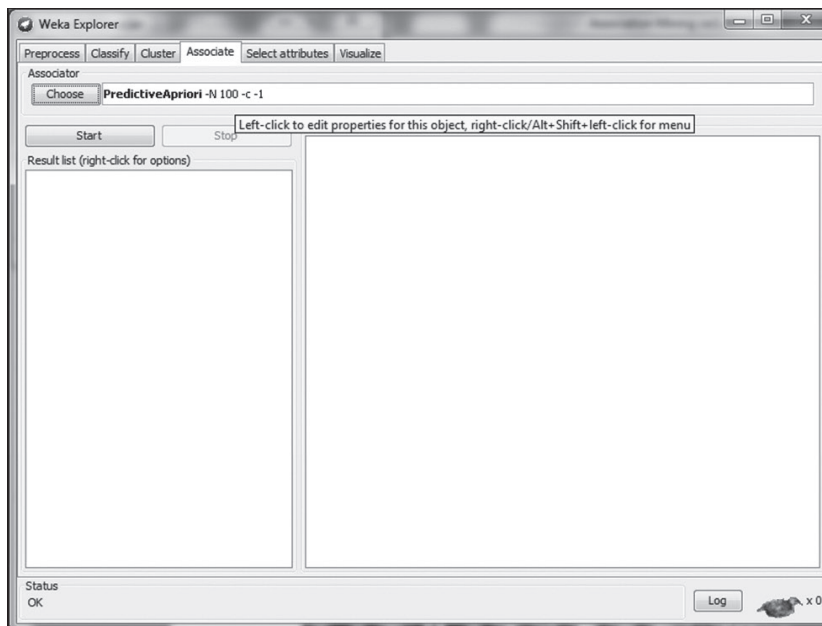 Weka Explorer
Preprocess Classify Cluster Associate Select attributes Visualize
Associator
Choose PredictiveApriori -N 100 -c -1
Start Stop
Left-click to edit properties for this object, right-click/Alt+Shift+left-click for menu
Result list (right-click for options)
Status
OK
Log x 0